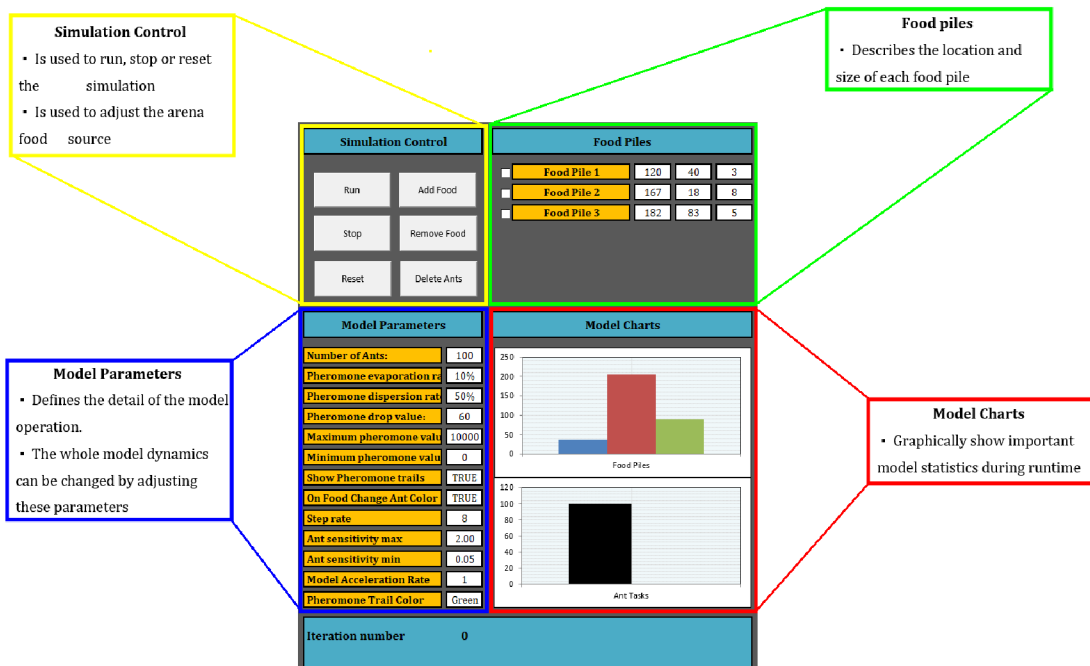 Simulation Control
▪ Is used to run, stop or reset
the simulation
▪ Is used to adjust the arena
food source
Food piles
▪ Describes the location and
size of each food pile
Simulation Control
Run
Add Food
Stop
Remove Food
Reset
Delete Ants
Food Piles
Food Pile 1 120 40 3
Food Pile 2 167 18 8
Food Pile 3 182 83 5
Model Parameters
▪ Defines the detail of the model
operation.
▪ The whole model dynamics
can be changed by adjusting
these parameters
Model Parameters
Number of Ants: 100
Pheromone evaporation ra 10%
Pheromone dispersion rat 50%
Pheromone drop value: 60
Maximum pheromone valu 10000
Minimum pheromone valu 0
Show Pheromone trails TRUE
On Food Change Ant Color TRUE
Step rate 8
Ant sensitivity max 2.00
Ant sensitivity min 0.05
Model Acceleration Rate 1
Pheromone Trail Color Green
Model Charts
250
200
150
100
50
0
Food Piles
120
100
80
60
40
20
0
Ant Tasks
Model Charts
▪ Graphically show important
model statistics during runtime
Iteration number 0